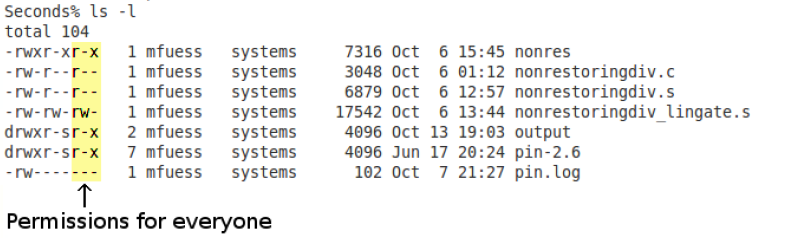 Seconds% ls -l
total 104
-rwxr-xr-x 1 mfuess systems 7316 Oct 6 15:45 nonres
-rw-r--r-- 1 mfuess systems 3048 Oct 6 01:12 nonrestoringdiv.c
-rw-r--r-- 1 mfuess systems 6879 Oct 6 12:57 nonrestoringdiv.s
-rw-rw-rw- 1 mfuess systems 17542 Oct 6 13:44 nonrestoringdiv_lingate.s
drwxr-sr-x 2 mfuess systems 4096 Oct 13 19:03 output
drwxr-sr-x 7 mfuess systems 4096 Jun 17 20:24 pin-2.6
-rw------- 1 mfuess systems 102 Oct 7 21:27 pin.log
Permissions for everyone